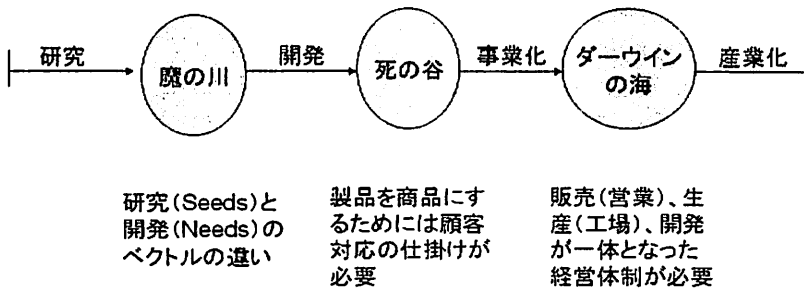 研究
魔の川
開発
死の谷
事業化
ダーウイン
の海
産業化
研究(Seeds)と
開発(Needs)の
ベクトルの違い
製品を商品にす
るためには顧客
対応の仕掛けが
必要
販売(営業)、生
産(工場)、開発
が一体となった
経営体制が必要